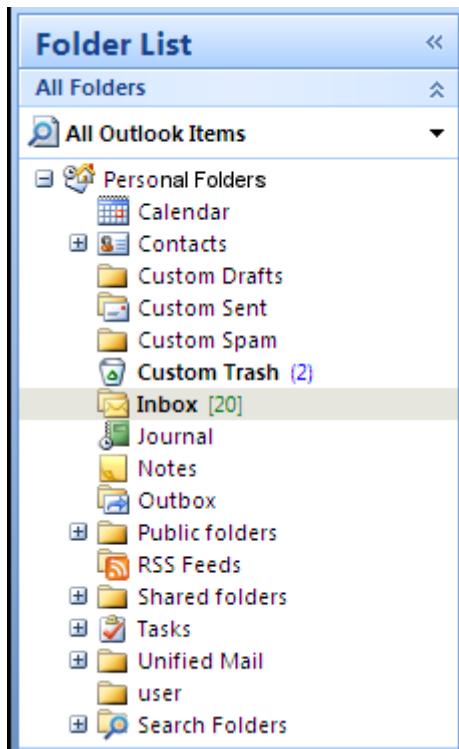 Folder List
All Folders
All Outlook Items
Personal Folders
Calendar
Contacts
Custom Drafts
Custom Sent
Custom Spam
Custom Trash (2)
Inbox [20]
Journal
Notes
Outbox
Public folders
RSS Feeds
Shared folders
Tasks
Unified Mail
user
Search Folders